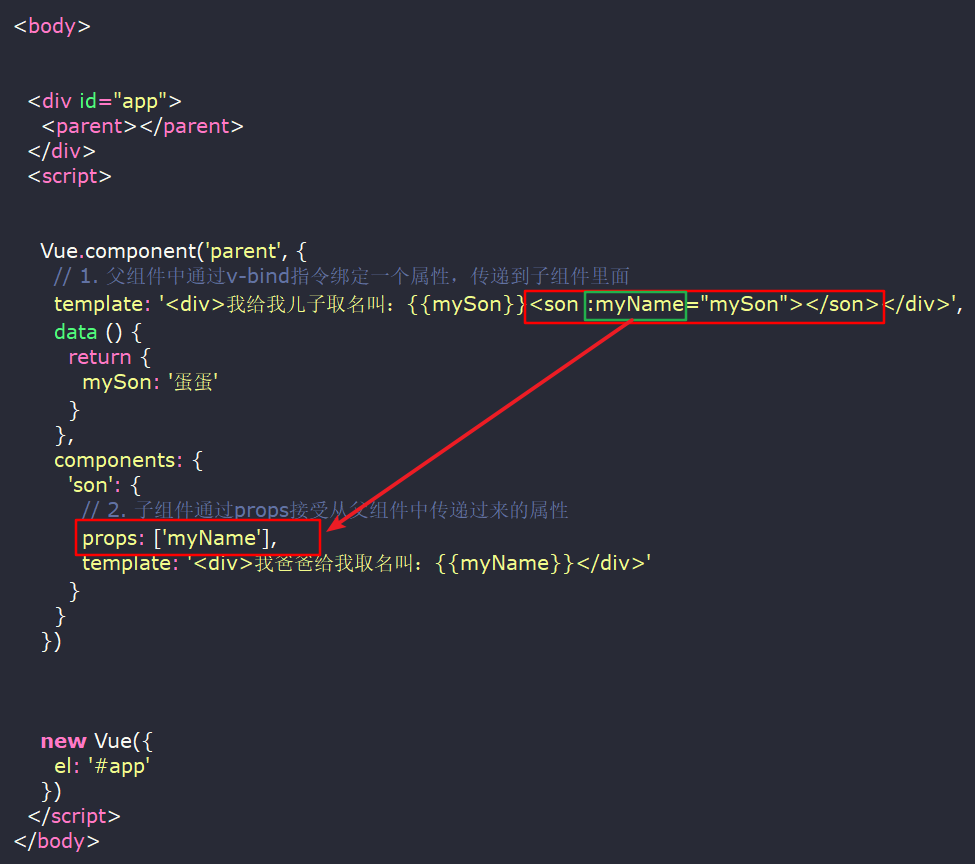 <body>
<div id="app">
<parent></parent>
</div>
<script>
Vue.component('parent', {
// 1. 父组件中通过v-bind指令绑定一个属性，传递到子组件里面
template: '<div>我给我儿子取名叫：{{mySon}}<son :myName="mySon"></son></div>',
data () {
return {
mySon: '蛋蛋'
}
},
components: {
'son': {
// 2. 子组件通过props接受从父组件中传递过来的属性
props: ['myName'],
template: '<div>我爸爸给我取名叫：{{myName}}</div>'
}
}
})
new Vue({
el: '#app'
})
</script>
</body>